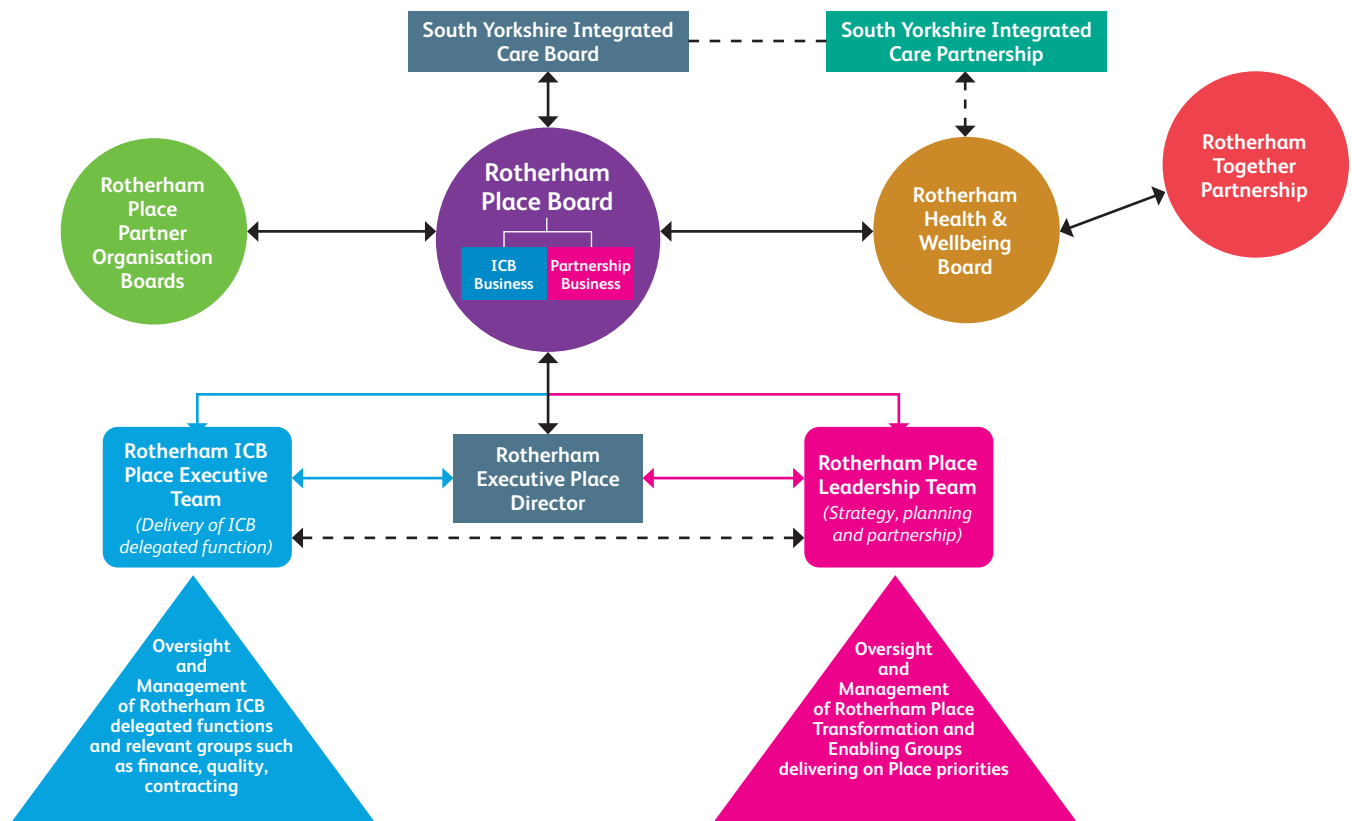 South Yorkshire Integrated
Care Board
South Yorkshire Integrated
Care Partnership
Rotherham
Place
Partner
Organisation
Boards
Rotherham
Place Board
ICB
Business
Partnership
Business
Rotherham
Health &
Wellbeing
Board
Rotherham
Together
Partnership
Rotherham ICB
Place Executive
Team
(Delivery of ICB
delegated function)
Rotherham
Executive Place
Director
Rotherham Place
Leadership Team
(Strategy, planning
and partnership)
Oversight
and
Management
of Rotherham ICB
delegated functions
and relevant groups such
as finance, quality,
contracting
Oversight
and
Management
of Rotherham Place
Transformation and
Enabling Groups
delivering on Place priorities